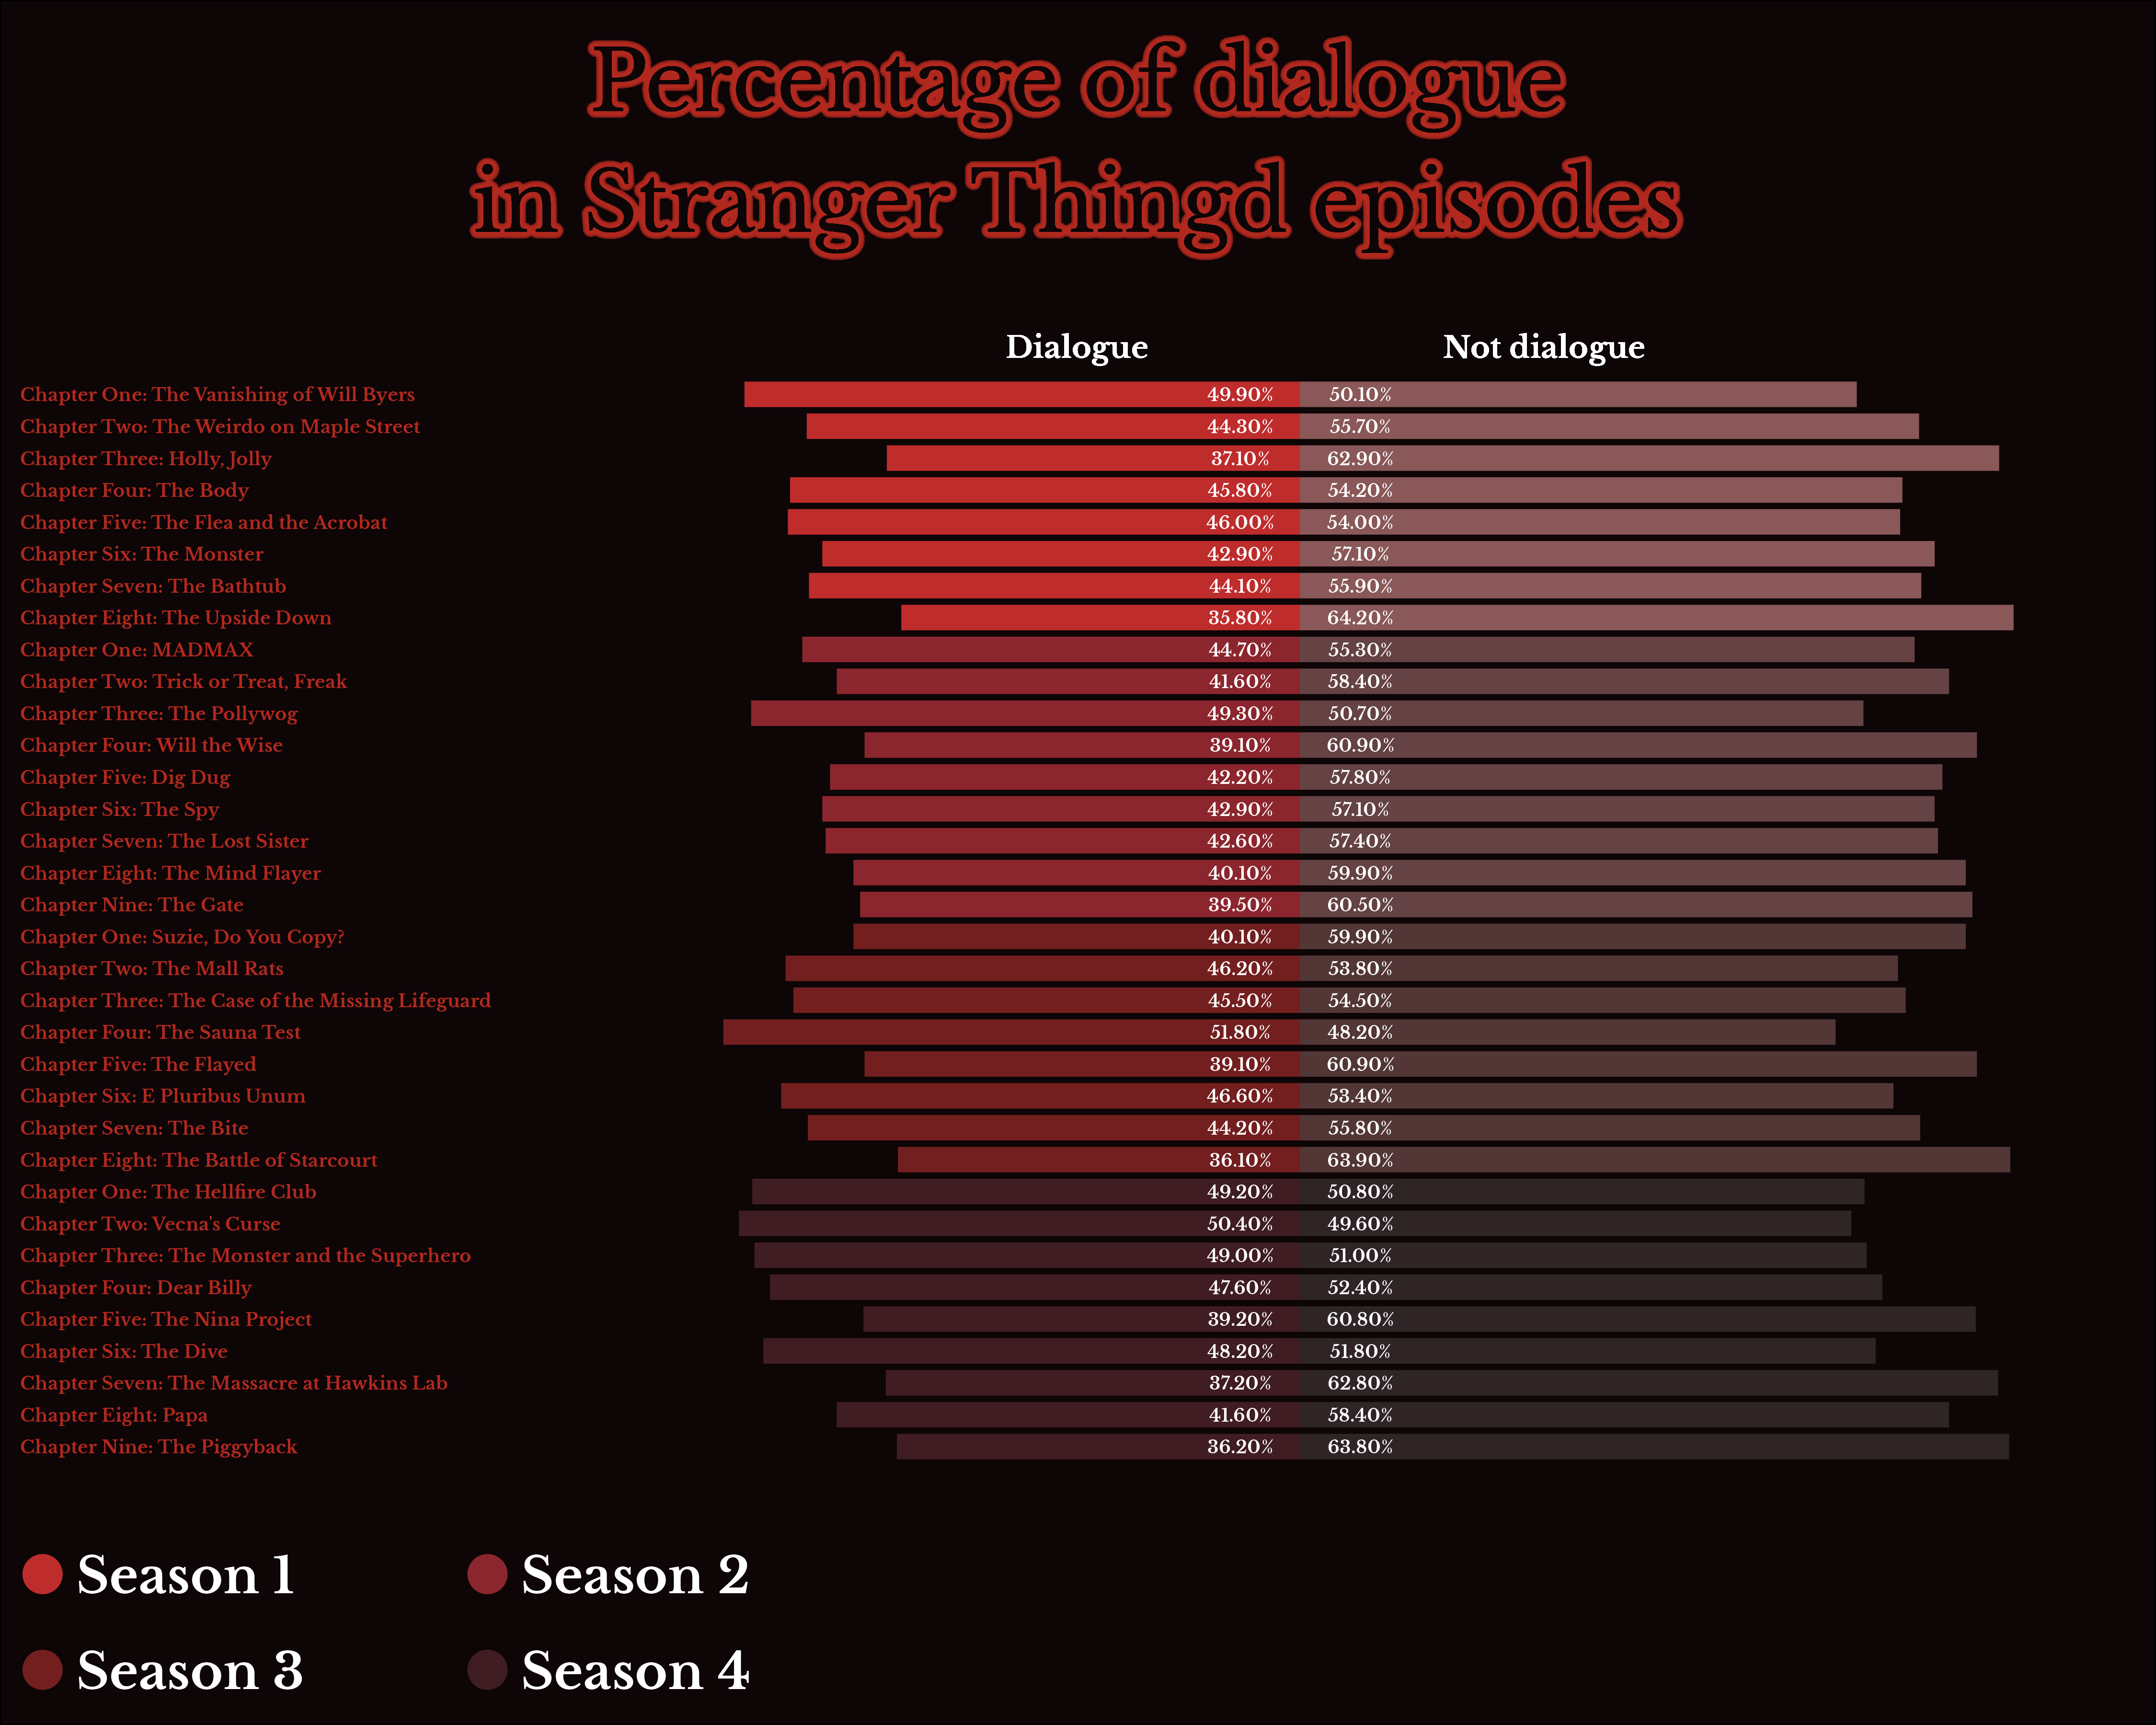 Percentage of dialogue
in Stranger Thingd episodes
Dialogue Not dialogue
Chapter One: The Vanishing of Will Byers 49.90% 50.10%
Chapter Two: The Weirdo on Maple Street 44.30% 55.70%
Chapter Three: Holly, Jolly 37.10% 62.90%
Chapter Four: The Body 45.80% 54.20%
Chapter Five: The Flea and the Acrobat 46.00% 54.00%
Chapter Six: The Monster 42.90% 57.10%
Chapter Seven: The Bathtub 44.10% 55.90%
Chapter Eight: The Upside Down 35.80% 64.20%
Chapter One: MADMAX 44.70% 55.30%
Chapter Two: Trick or Treat, Freak 41.60% 58.40%
Chapter Three: The Pollywog 49.30% 50.70%
Chapter Four: Will the Wise 39.10% 60.90%
Chapter Five: Dig Dug 42.20% 57.80%
Chapter Six: The Spy 42.90% 57.10%
Chapter Seven: The Lost Sister 42.60% 57.40%
Chapter Eight: The Mind Flayer 40.10% 59.90%
Chapter Nine: The Gate 39.50% 60.50%
Chapter One: Suzie, Do You Copy? 40.10% 59.90%
Chapter Two: The Mall Rats 46.20% 53.80%
Chapter Three: The Case of the Missing Lifeguard 45.50% 54.50%
Chapter Four: The Sauna Test 51.80% 48.20%
Chapter Five: The Flayed 39.10% 60.90%
Chapter Six: E Pluribus Unum 46.60% 53.40%
Chapter Seven: The Bite 44.20% 55.80%
Chapter Eight: The Battle of Starcourt 36.10% 63.90%
Chapter One: The Hellfire Club 49.20% 50.80%
Chapter Two: Vecna's Curse 50.40% 49.60%
Chapter Three: The Monster and the Superhero 49.00% 51.00%
Chapter Four: Dear Billy 47.60% 52.40%
Chapter Five: The Nina Project 39.20% 60.80%
Chapter Six: The Dive 48.20% 51.80%
Chapter Seven: The Massacre at Hawkins Lab 37.20% 62.80%
Chapter Eight: Papa 41.60% 58.40%
Chapter Nine: The Piggyback 36.20% 63.80%
Season 1 Season 2
Season 3 Season 4